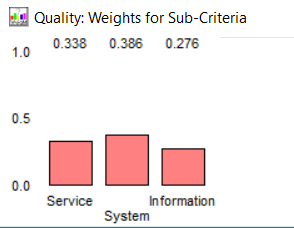 Quality: Weights for Sub-Criteria
1.0 0.338 0.386 0.276
0.5
0.0
Service Information
System